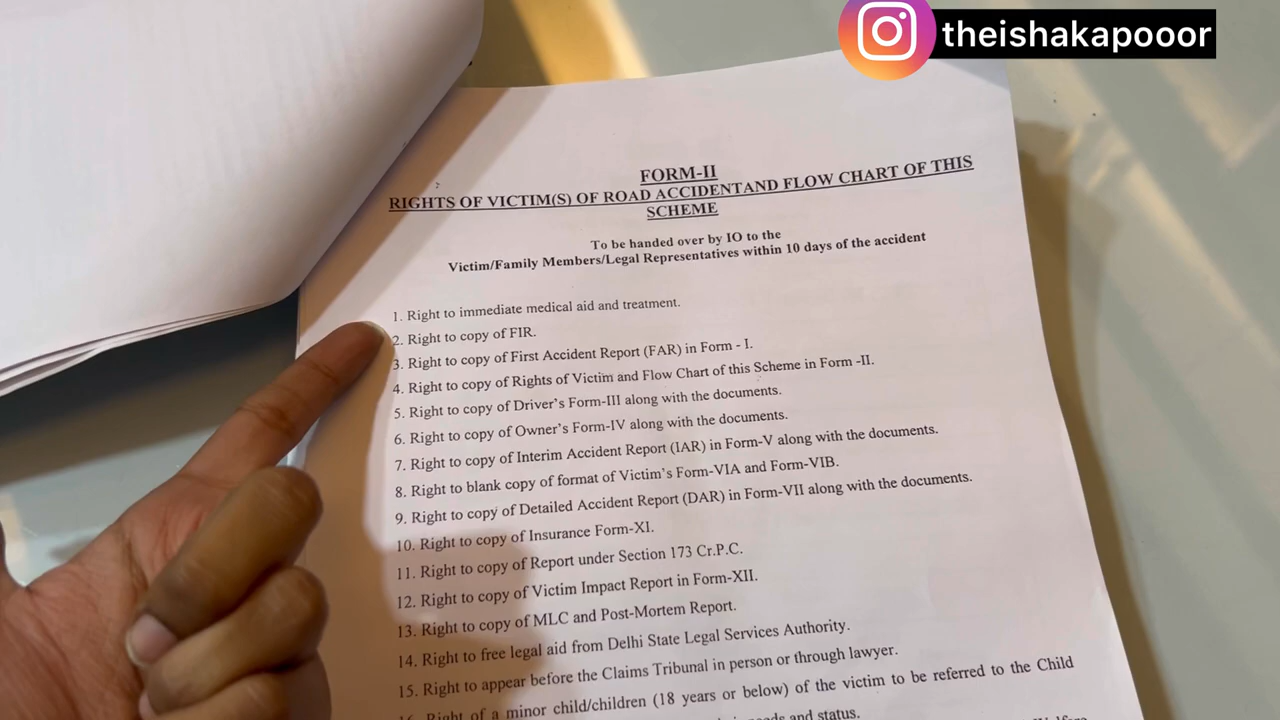 theishakapooor
FORM-II
RIGHTS OF VICTIM(S) OF ROAD ACCIDENTAND FLOW CHART OF THIS
SCHEME
To be handed over by IO to the
Victim/Family Members/Legal Representatives within 10 days of the accident
1. Right to immediate medical aid and treatment.
2. Right to copy of FIR.
3. Right to copy of First Accident Report (FAR) in Form - I.
4. Right to copy of Rights of Victim and Flow Chart of this Scheme in Form -II.
5. Right to copy of Driver's Form-III along with the documents.
6. Right to copy of Owner's Form-IV along with the documents.
7. Right to copy of Interim Accident Report (IAR) in Form-V along with the documents.
8. Right to blank copy of format of Victim's Form-VIA and Form-VIB.
9. Right to copy of Detailed Accident Report (DAR) in Form-VII along with the documents.
10. Right to copy of Insurance Form-XI.
11. Right to copy of Report under Section 173 Cr.P.C.
12. Right to copy of Victim Impact Report in Form-XII.
13. Right to copy of MLC and Post-Mortem Report.
14. Right to free legal aid from Delhi State Legal Services Authority.
15. Right to appear before the Claims Tribunal in person or through lawyer.
16. Right of a minor child/children (18 years or below) of the victim to be referred to the Child
and status.